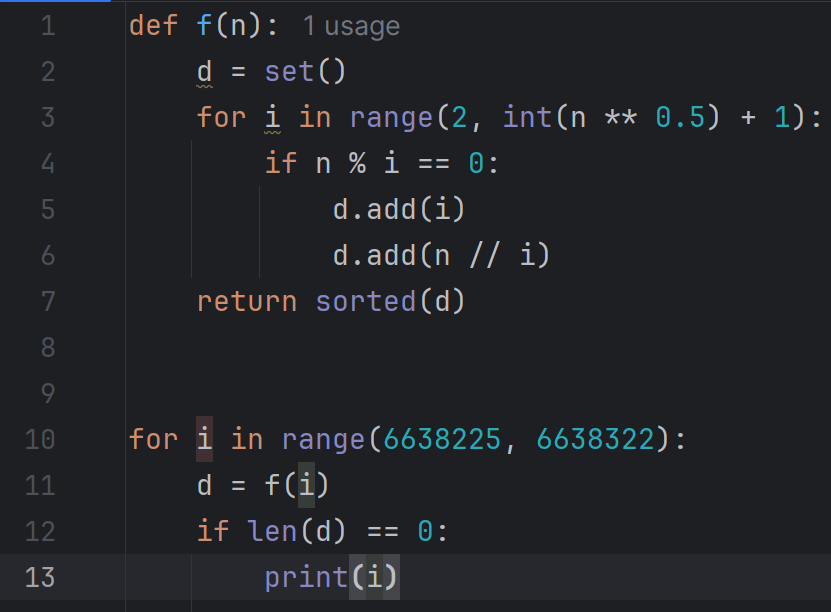 1 def f(n): 1 usage
2     d = set()
3     for i in range(2, int(n ** 0.5) + 1):
4         if n % i == 0:
5             d.add(i)
6             d.add(n // i)
7     return sorted(d)
8
9
10 for i in range(6638225, 6638322):
11     d = f(i)
12     if len(d) == 0:
13         print(i)